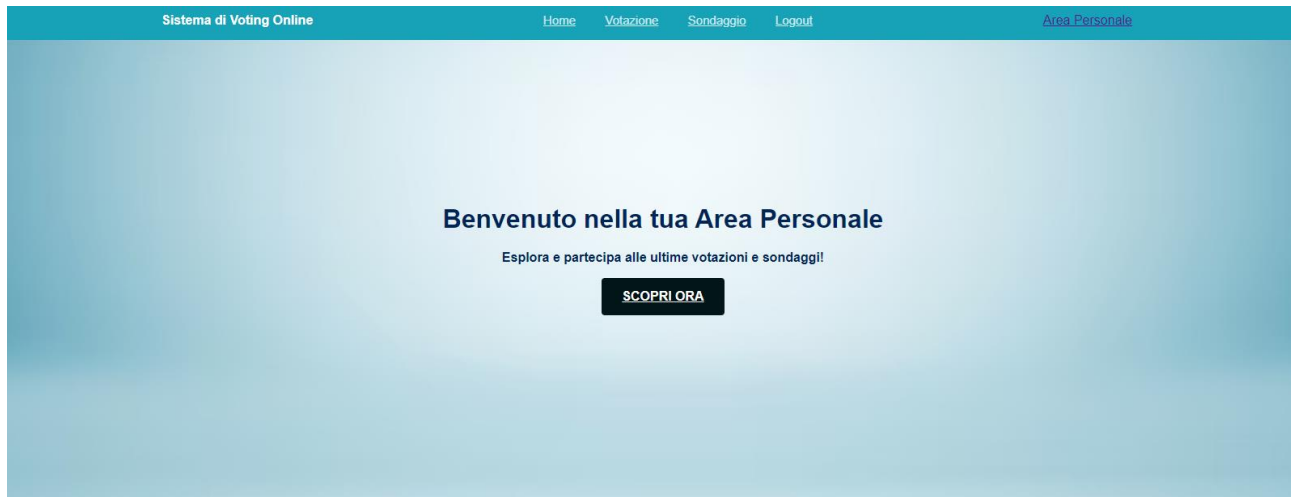 Sistema di Voting Online Home Votazione Sondaggio Logout Area Personale
Benvenuto nella tua Area Personale
Esplora e partecipa alle ultime votazioni e sondaggi!
SCOPRI ORA